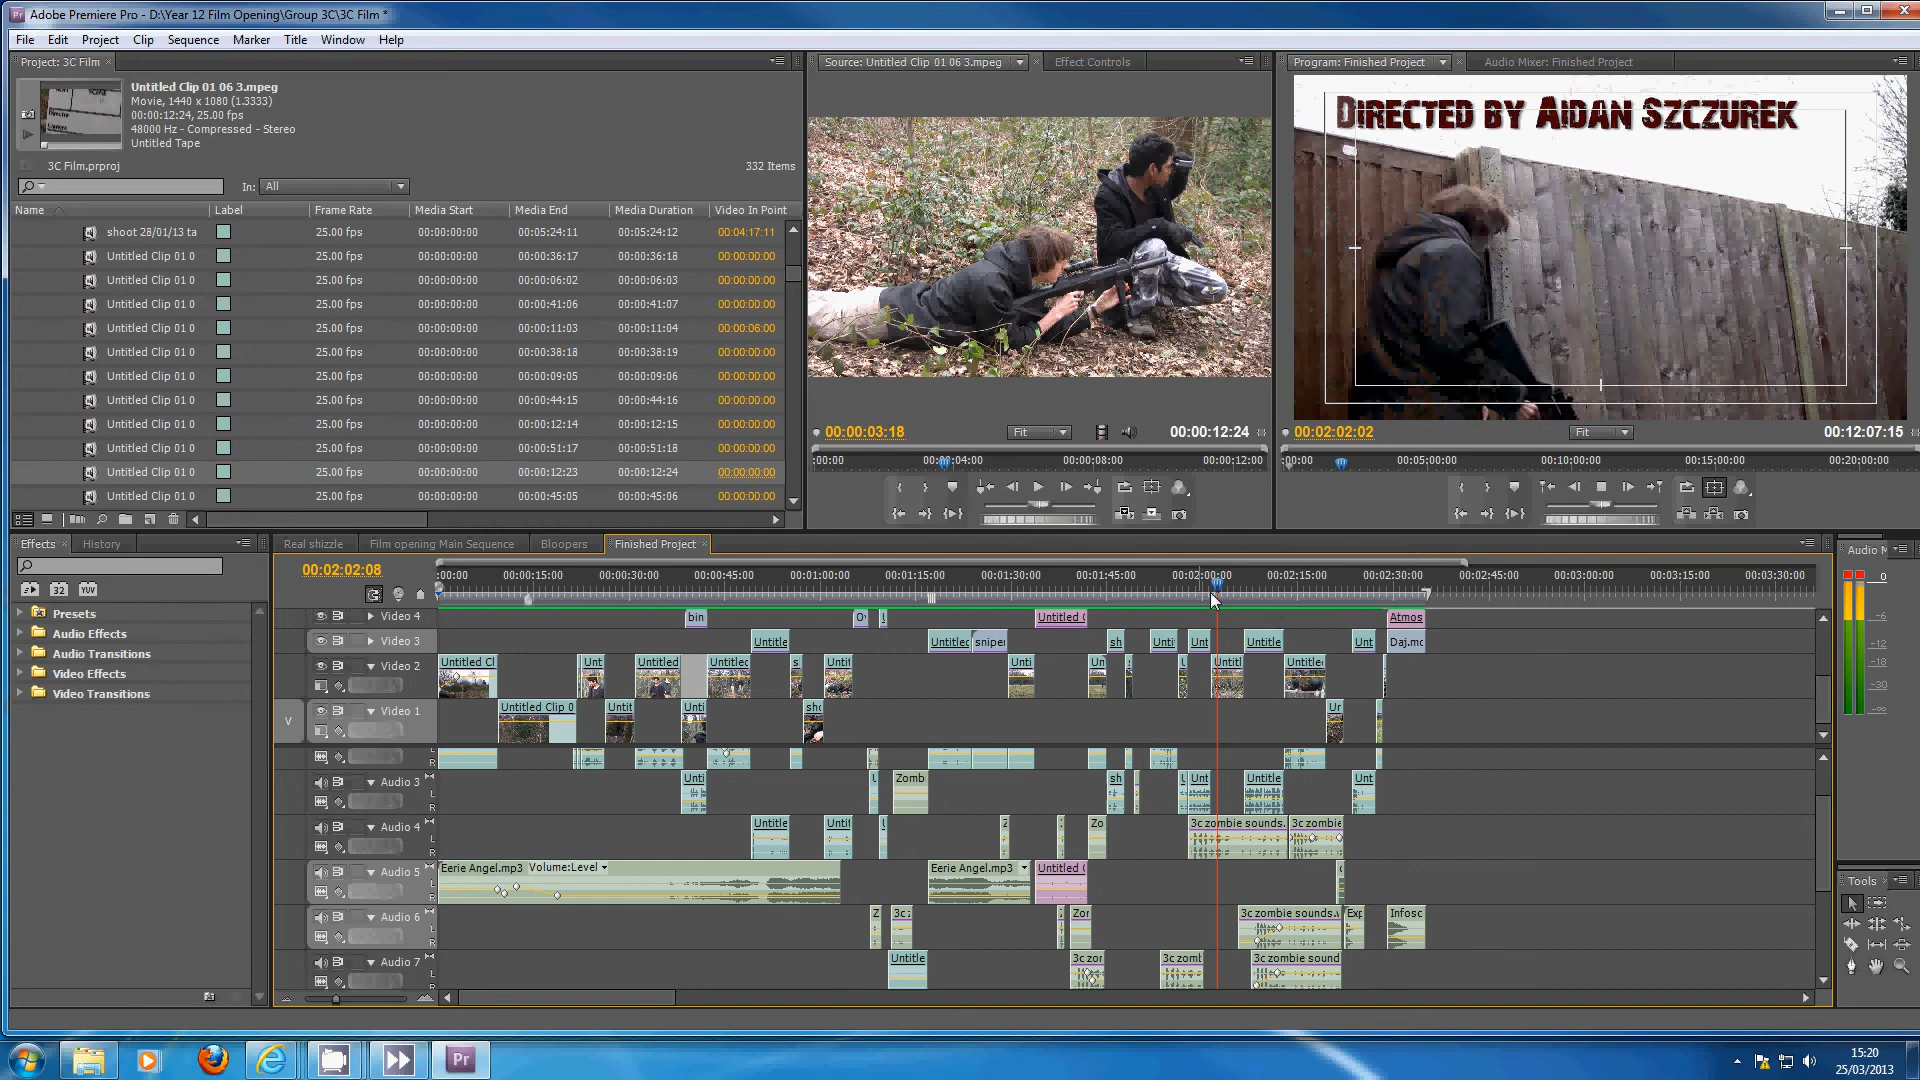 Adobe Premiere Pro - D:\Year 12 Film Opening\Group 3C\3C Film *
File Edit Project Clip Sequence Marker Title Window Help
Project: 3C Film
Untitled Clip 01 06 3.mpeg
Movie, 1440 x 1080 (1.3333)
00:00:12:24, 25.00 fps
48000 Hz - Compressed - Stereo
Untitled Tape
3C Film.prproj 332 Items
In: All
Name Label Frame Rate Media Start Media End Media Duration Video In Point
shoot 28/01/13 ta 25.00 fps 00:00:00:00 00:05:24:11 00:05:24:12 00:04:17:11
Untitled Clip 01 0 25.00 fps 00:00:00:00 00:00:36:17 00:00:36:18 00:00:00:00
Untitled Clip 01 0 25.00 fps 00:00:00:00 00:00:06:02 00:00:06:03 00:00:00:00
Untitled Clip 01 0 25.00 fps 00:00:00:00 00:00:41:06 00:00:41:07 00:00:00:00
Untitled Clip 01 0 25.00 fps 00:00:00:00 00:00:11:03 00:00:11:04 00:00:06:00
Untitled Clip 01 0 25.00 fps 00:00:00:00 00:00:38:18 00:00:38:19 00:00:00:00
Untitled Clip 01 0 25.00 fps 00:00:00:00 00:00:09:05 00:00:09:06 00:00:00:00
Untitled Clip 01 0 25.00 fps 00:00:00:00 00:00:44:15 00:00:44:16 00:00:00:00
Untitled Clip 01 0 25.00 fps 00:00:00:00 00:00:12:14 00:00:12:15 00:00:00:00
Untitled Clip 01 0 25.00 fps 00:00:00:00 00:00:51:17 00:00:51:18 00:00:00:00
Untitled Clip 01 0 25.00 fps 00:00:00:00 00:00:12:23 00:00:12:24 00:00:00:00
Untitled Clip 01 0 25.00 fps 00:00:00:00 00:00:45:05 00:00:45:06 00:00:00:00
Source: Untitled Clip 01 06 3.mpeg Effect Controls
00:00:03:18 Fit 00:00:12:24
:00:00 00:00:04:00 00:00:08:00 00:00:12:00
Program: Finished Project Audio Mixer: Finished Project
Directed by Aidan Szczurek
00:02:02:02 Fit 00:12:07:15
:00:00 00:05:00:00 00:10:00:00 00:15:00:00 00:20:00:00
Effects History
32 YUV
Presets
Audio Effects
Audio Transitions
Video Effects
Video Transitions
Real shizzle Film opening Main Sequence Bloopers Finished Project
00:02:02:08
:00:00 00:00:15:00 00:00:30:00 00:00:45:00 00:01:00:00 00:01:15:00 00:01:30:00 00:01:45:00 00:02:00:00 00:02:15:00 00:02:30:00 00:02:45:00 00:03:00:00 00:03:15:00 00:03:30:00
Video 4 bin Untitled Atmos
Video 3 Untitle Untitled sniper sh Unti Unt Untitle Unt Daj.mo
Video 2 Untitled Cl Unt Untitled Untitled s Untit Unti Un Untitl Untitled
V Video 1 Untitled Clip 0 Untit Unti sho Ur
Audio 3 L R Unti Zomb sh Unt Untitle Unt
Audio 4 L R Untitle Untit Zo 3c zombie sounds. 3c zombie
Audio 5 L R Eerie Angel.mp3 Volume:Level Eerie Angel.mp3 Untitled
Audio 6 L R Z 3c z Zor 3c zombie sounds. Exp Infosc
Audio 7 L R Untitle 3c zor 3c zomb 3c zombie sound
Audio M
0
-6
-12
-18
-30
-∞
Tools
Pr
15:20
25/03/2013